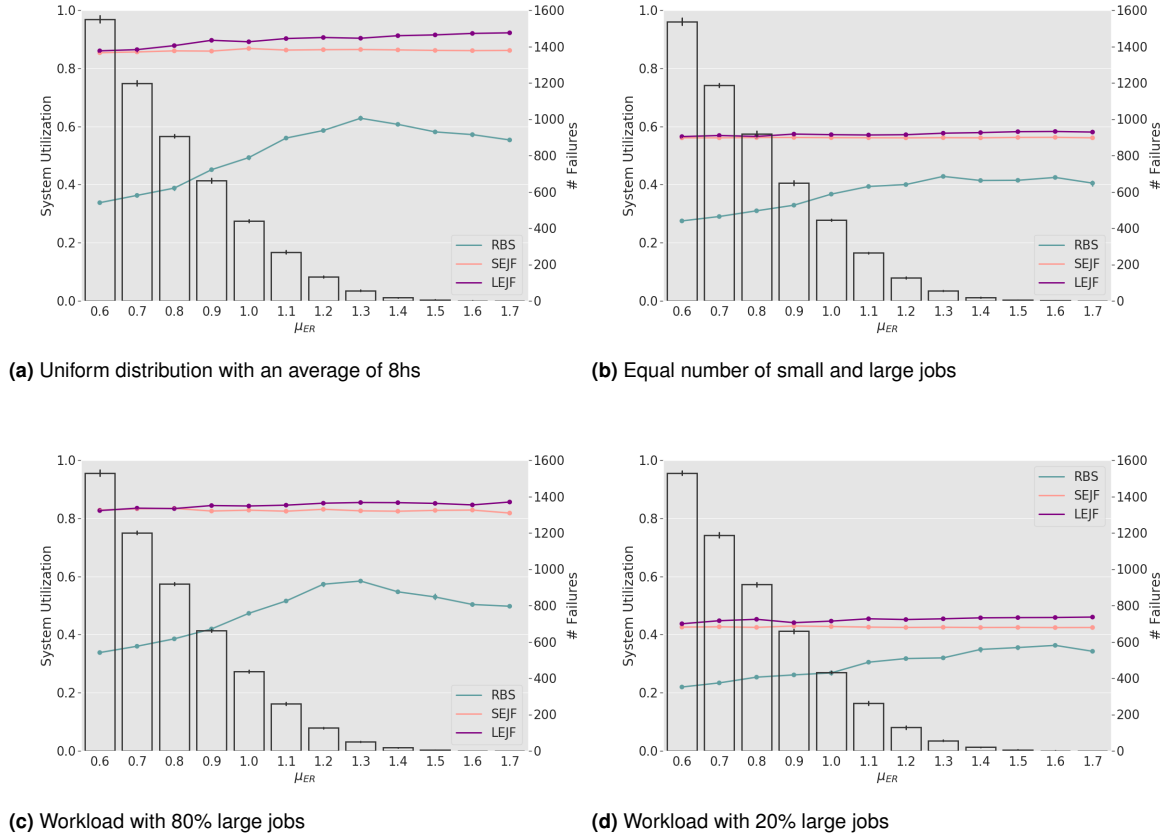 1.0
0.8
0.6
0.4
0.2
0.0
System Utilization
1600
1400
1200
1000
800
600
400
200
0
# Failures
RBS
SEJF
LEJF
0.6 0.7 0.8 0.9 1.0 1.1 1.2 1.3 1.4 1.5 1.6 1.7
μER
(a) Uniform distribution with an average of 8hs
1.0
0.8
0.6
0.4
0.2
0.0
System Utilization
1600
1400
1200
1000
800
600
400
200
0
# Failures
RBS
SEJF
LEJF
0.6 0.7 0.8 0.9 1.0 1.1 1.2 1.3 1.4 1.5 1.6 1.7
μER
(b) Equal number of small and large jobs
1.0
0.8
0.6
0.4
0.2
0.0
System Utilization
1600
1400
1200
1000
800
600
400
200
0
# Failures
RBS
SEJF
LEJF
0.6 0.7 0.8 0.9 1.0 1.1 1.2 1.3 1.4 1.5 1.6 1.7
μER
(c) Workload with 80% large jobs
1.0
0.8
0.6
0.4
0.2
0.0
System Utilization
1600
1400
1200
1000
800
600
400
200
0
# Failures
RBS
SEJF
LEJF
0.6 0.7 0.8 0.9 1.0 1.1 1.2 1.3 1.4 1.5 1.6 1.7
μER
(d) Workload with 20% large jobs